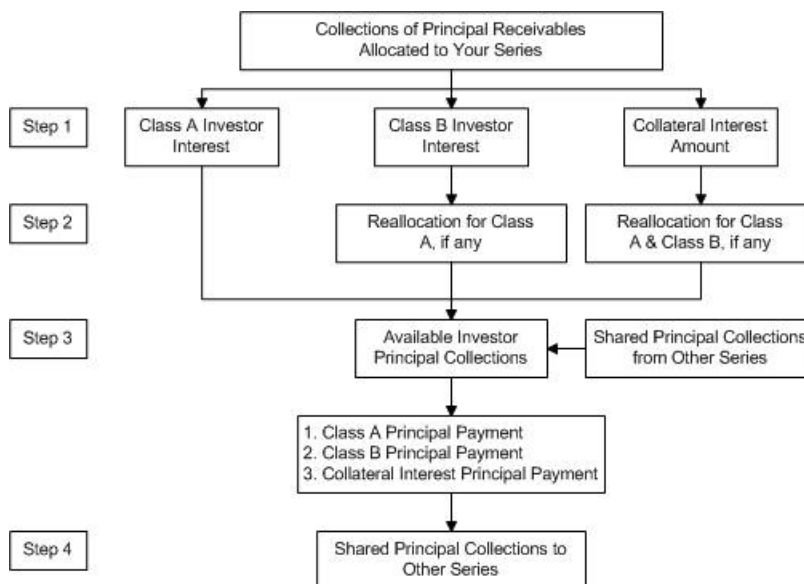 Collections of Principal Receivables
Allocated to Your Series
Step 1
Class A Investor
Interest
Class B Investor
Interest
Collateral Interest
Amount
Step 2
Reallocation for Class
A, if any
Reallocation for Class
A & Class B, if any
Step 3
Available Investor
Principal Collections
Shared Principal Collections
from Other Series
1. Class A Principal Payment
2. Class B Principal Payment
3. Collateral Interest Principal Payment
Step 4
Shared Principal Collections to
Other Series